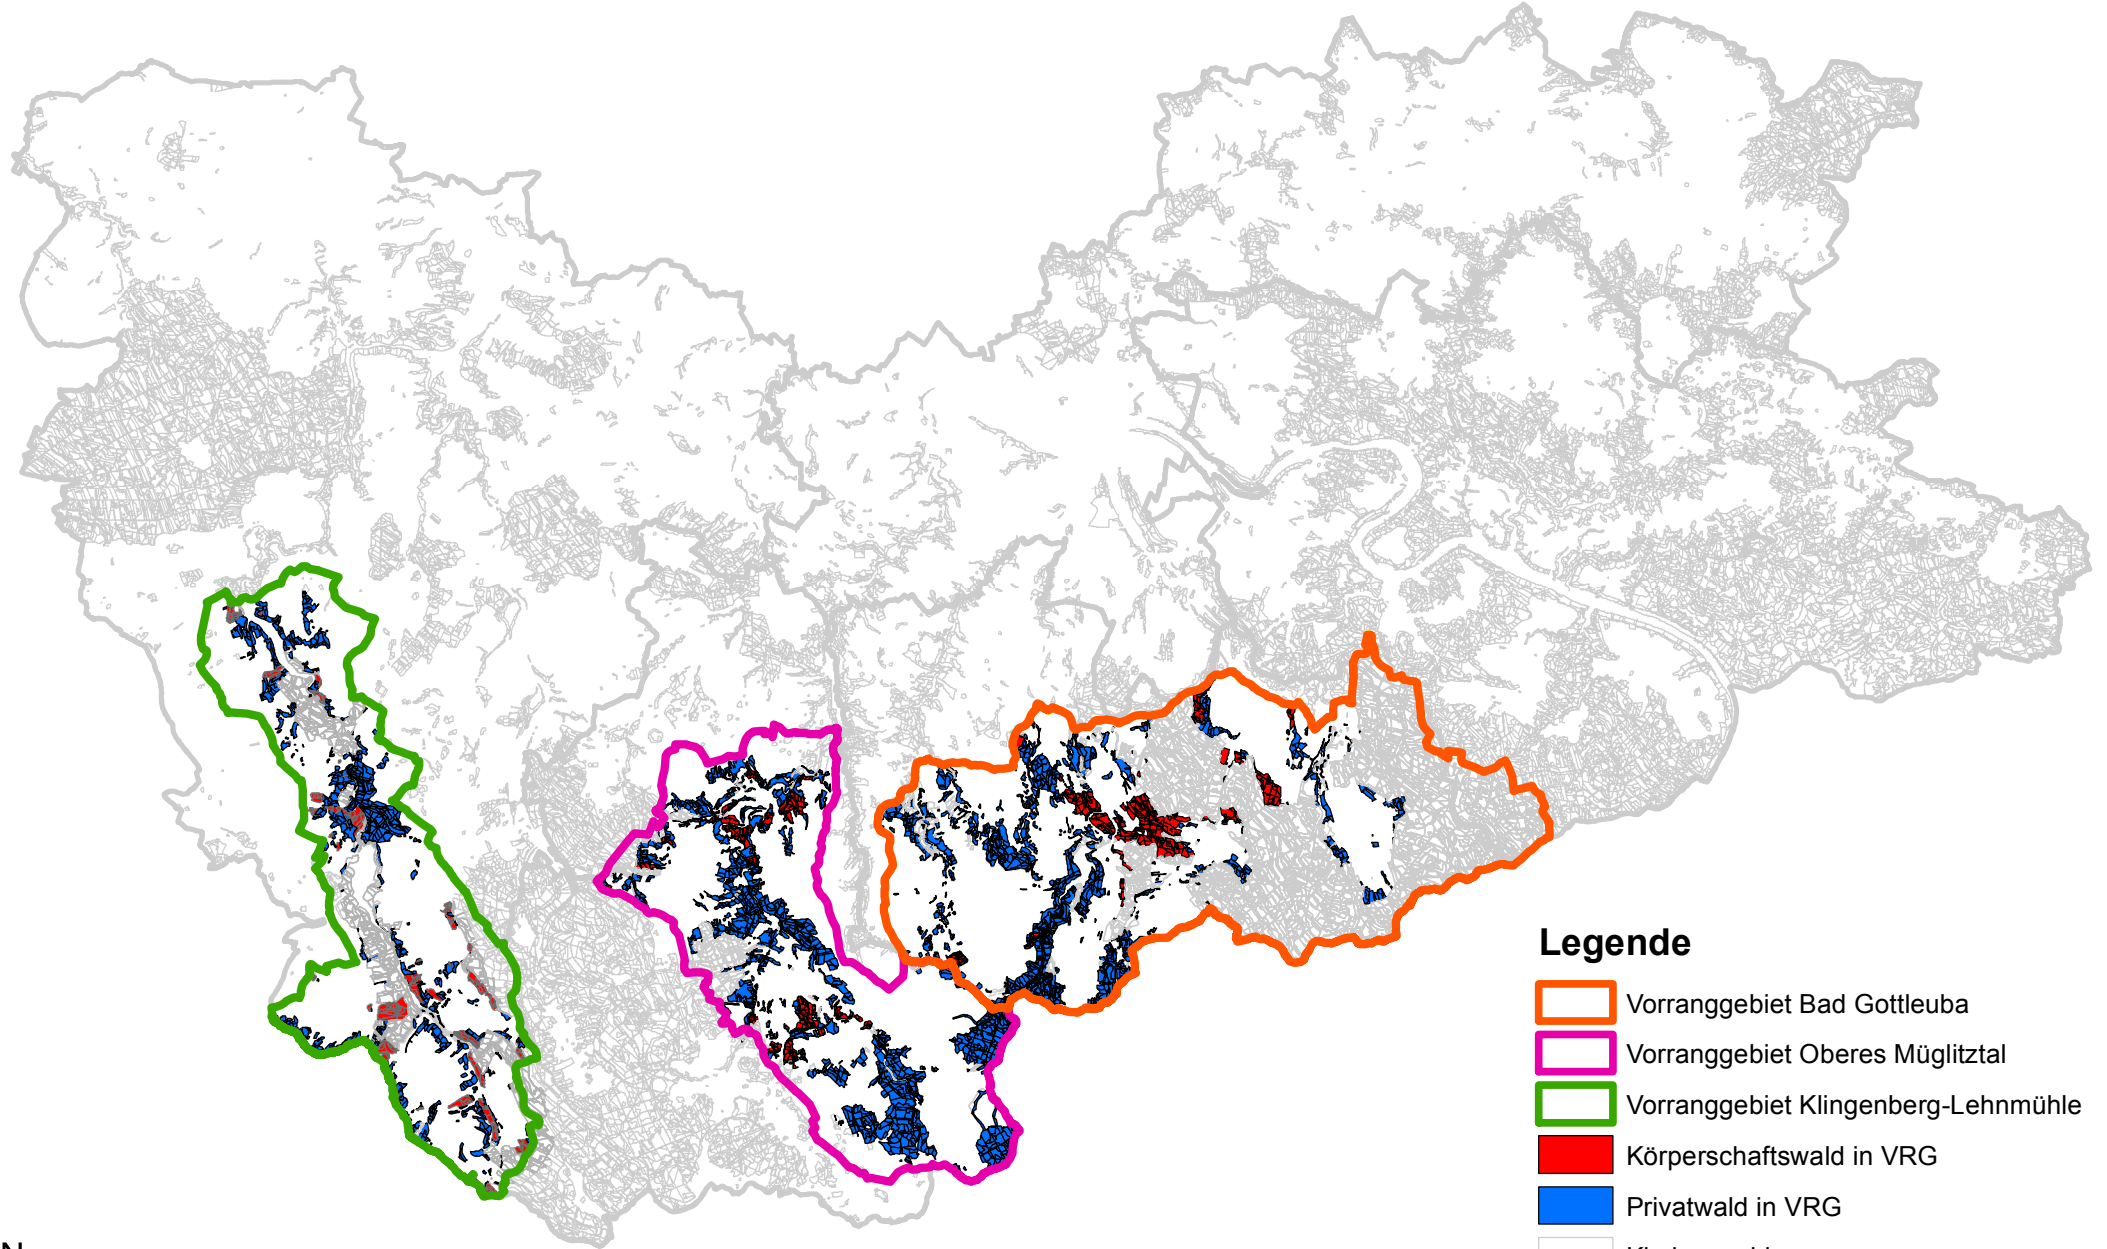 Legende
Vorranggebiet Bad Gottleuba
Vorranggebiet Oberes Müglitztal
Vorranggebiet Klingenberg-Lehnmühle
Körperschaftswald in VRG
Privatwald in VRG
N